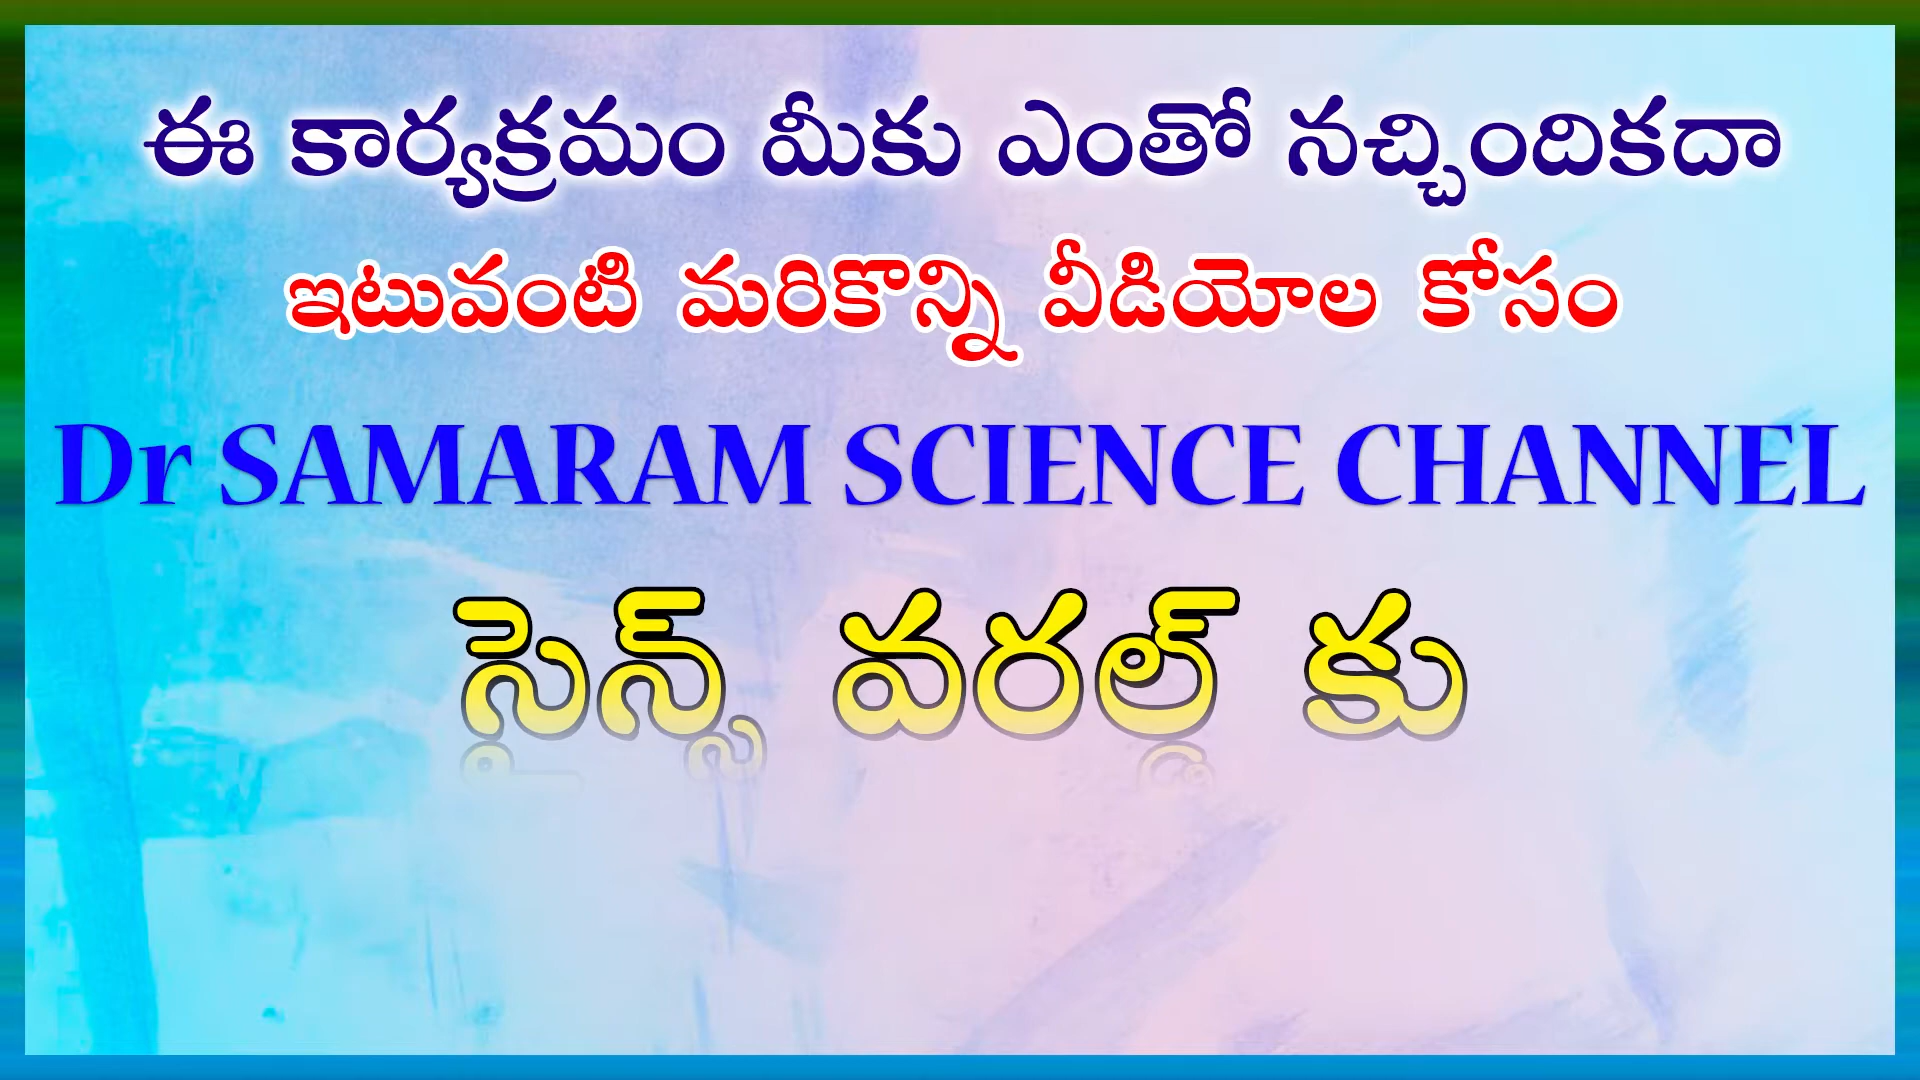 ఈ కార్యక్రమం మీకు ఎంతో నచ్చిందికదా
ఇటువంటి మరికొన్ని వీడియోల కోసం
Dr SAMARAM SCIENCE CHANNEL
సైన్స్ వరల్డ్ కు